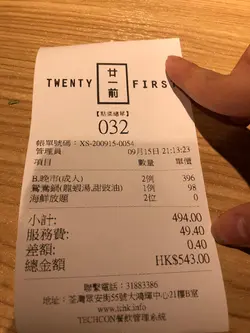 TWENTY 廿一前 FIRST
【點菜總單】
032
帳單號碼: XS-200915-0054
管理員 09月15日 21:13:23
項目 數量 單價
B.晚市(成人) 2例 396
鴛鴦鍋(龍蝦湯,甜豉油) 1例 98
海鮮放題 2位 0
小計: 494.00
服務費: 49.40
差額: 0.40
總金額 HK$543.00
聯繫電話: 31883386
地址: 荃灣眾安街55號大鴻輝中心21樓B室
TECHCON餐飲管理系統